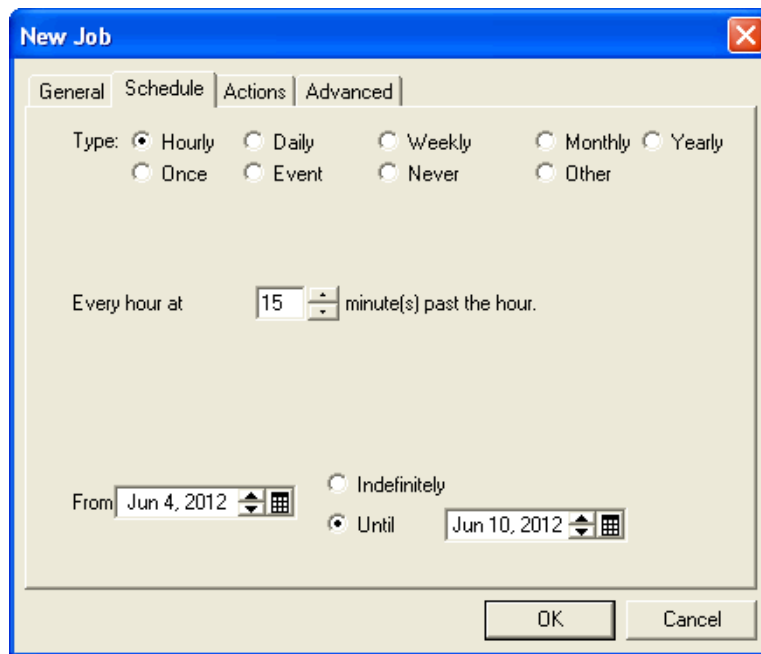 New Job
General Schedule Actions Advanced
Type: Hourly Daily Weekly Monthly Yearly
Once Event Never Other
Every hour at 15 minute(s) past the hour.
Indefinitely
From Jun 4, 2012
Until Jun 10, 2012
OK Cancel